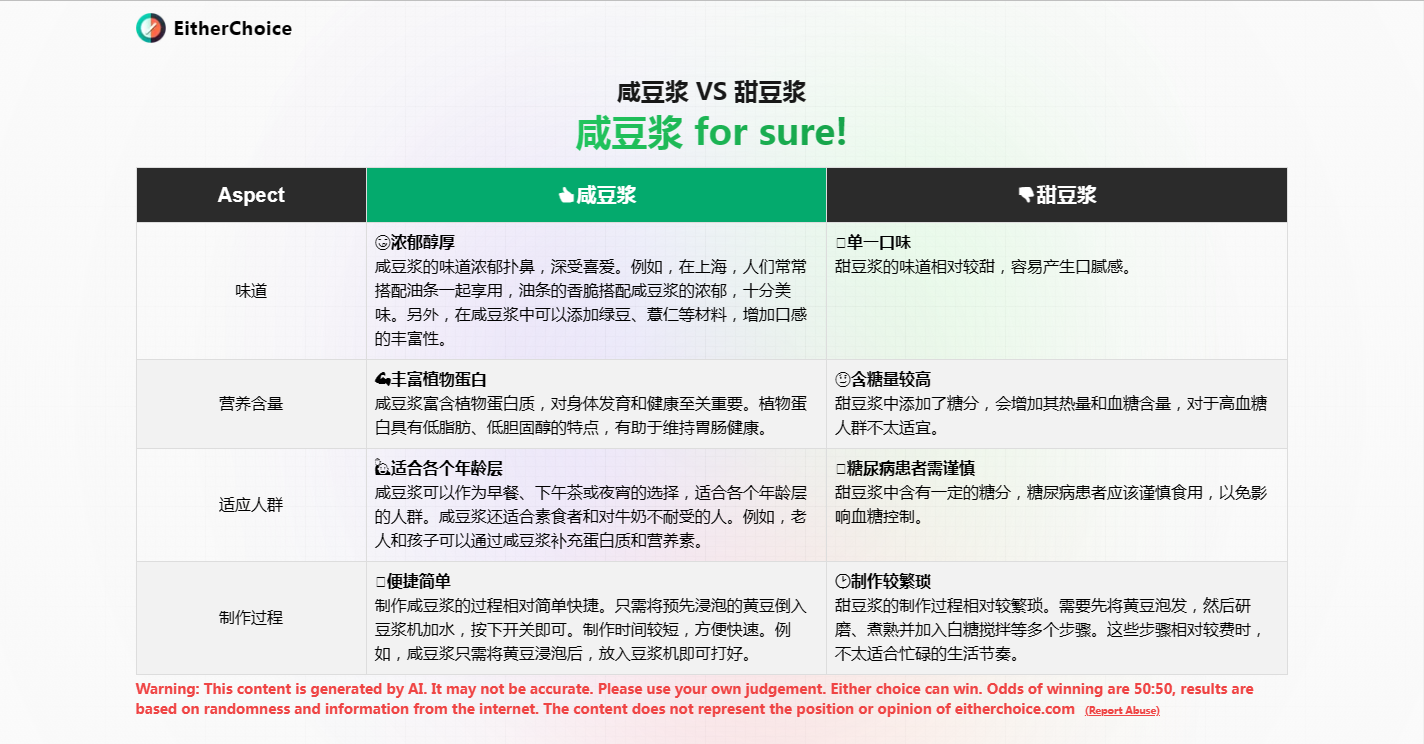 EitherChoice
咸豆浆 VS 甜豆浆
咸豆浆 for sure!
Aspect
👍咸豆浆
👎甜豆浆
味道
😋浓郁醇厚
咸豆浆的味道浓郁扑鼻，深受喜爱。例如，在上海，人们常常
搭配油条一起享用，油条的香脆搭配咸豆浆的浓郁，十分美
味。另外，在咸豆浆中可以添加绿豆、薏仁等材料，增加口感
的丰富性。
单一口味
甜豆浆的味道相对较甜，容易产生口腻感。
营养含量
💪丰富植物蛋白
咸豆浆富含植物蛋白质，对身体发育和健康至关重要。植物蛋
白具有低脂肪、低胆固醇的特点，有助于维持胃肠健康。
含糖量较高
甜豆浆中添加了糖分，会增加其热量和血糖含量，对于高血糖
人群不太适宜。
适应人群
适合各个年龄层
咸豆浆可以作为早餐、下午茶或夜宵的选择，适合各个年龄层
的人群。咸豆浆还适合素食者和对牛奶不耐受的人。例如，老
人和孩子可以通过咸豆浆补充蛋白质和营养素。
糖尿病患者需谨慎
甜豆浆中含有一定的糖分，糖尿病患者应该谨慎食用，以免影
响血糖控制。
制作过程
便捷简单
制作咸豆浆的过程相对简单快捷。只需将预先浸泡的黄豆倒入
豆浆机加水，按下开关即可。制作时间较短，方便快速。例
如，咸豆浆只需将黄豆浸泡后，放入豆浆机即可打好。
🕑制作较繁琐
甜豆浆的制作过程相对较繁琐。需要先将黄豆泡发，然后研
磨、煮熟并加入白糖搅拌等多个步骤。这些步骤相对较费时，
不太适合忙碌的生活节奏。
Warning: This content is generated by AI. It may not be accurate. Please use your own judgement. Either choice can win. Odds of winning are 50:50, results are
based on randomness and information from the internet. The content does not represent the position or opinion of eitherchoice.com (Report Abuse)